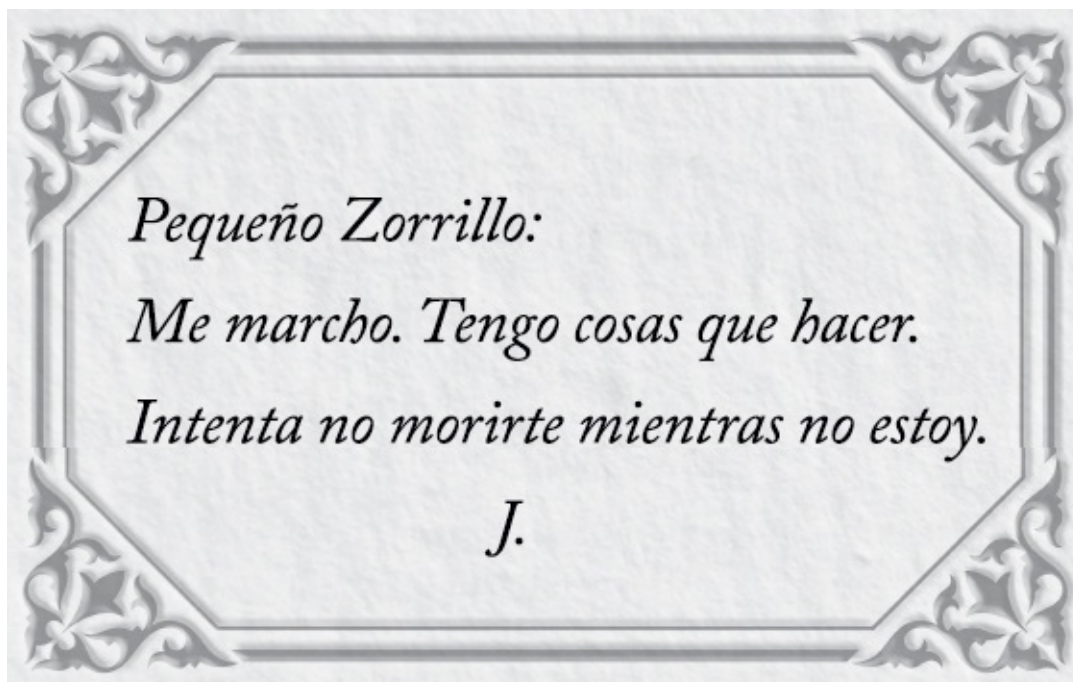 Pequeño Zorrillo:
Me marcho. Tengo cosas que hacer.
Intenta no morirte mientras no estoy.
J.